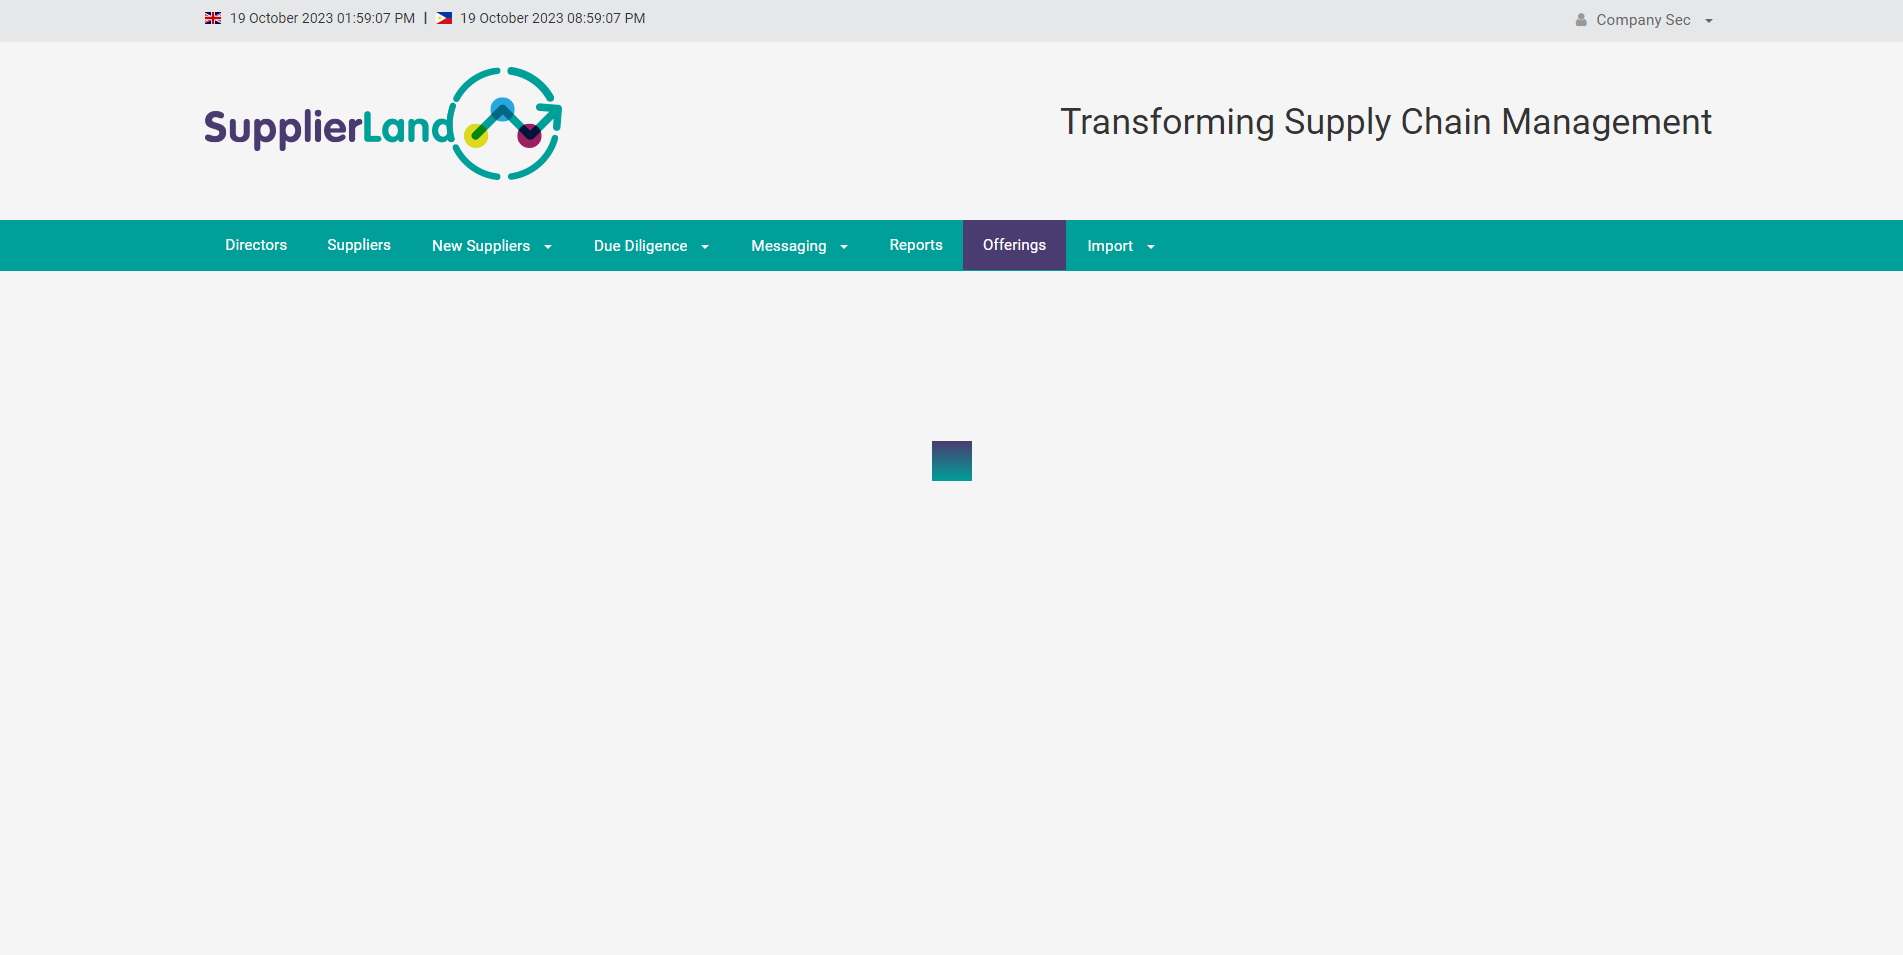 19 October 2023 01:59:07 PM | 19 October 2023 08:59:07 PM
Company Sec
SupplierLand
Transforming Supply Chain Management
Directors Suppliers New Suppliers Due Diligence Messaging Reports Offerings Import